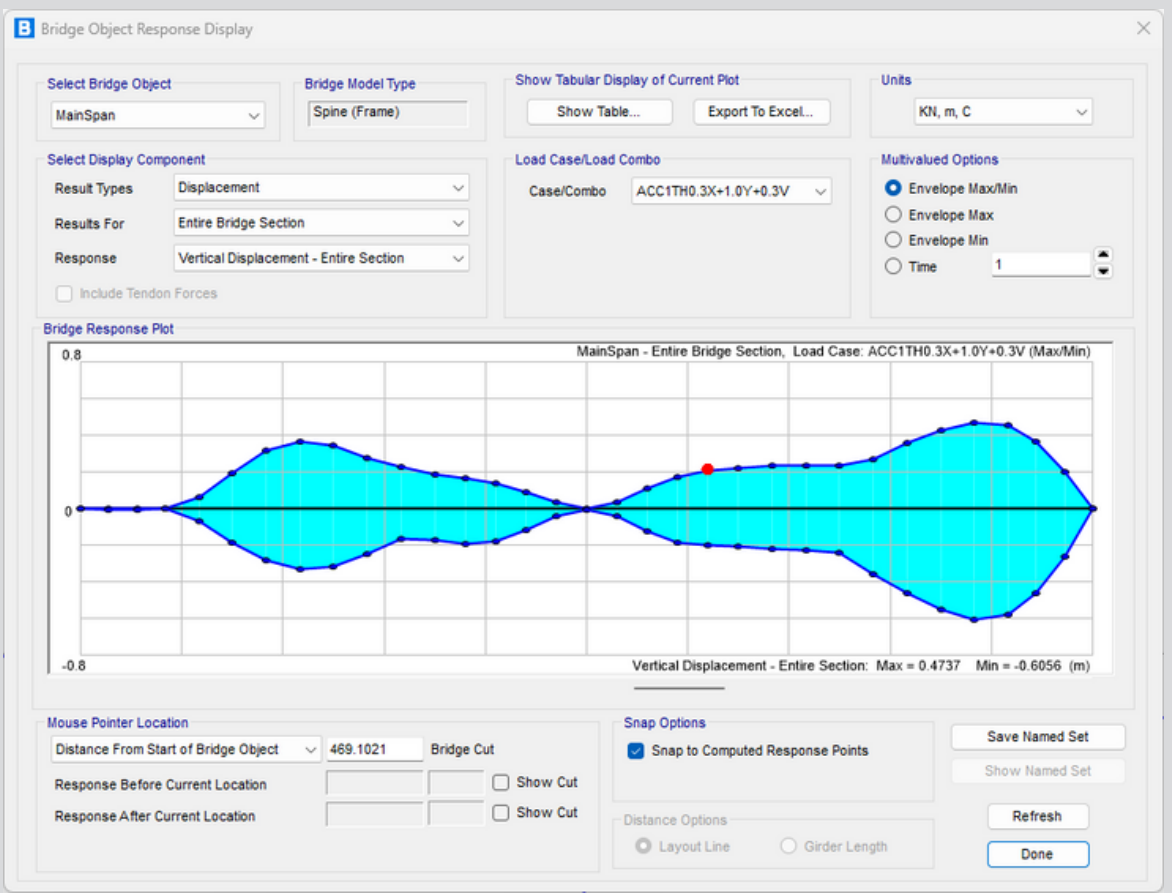 B Bridge Object Response Display
Select Bridge Object
MainSpan
Bridge Model Type
Spine (Frame)
Show Tabular Display of Current Plot
Show Table...
Export To Excel...
Units
KN, m, C
Select Display Component
Result Types
Displacement
Results For
Entire Bridge Section
Response
Vertical Displacement - Entire Section
Include Tendon Forces
Load Case/Load Combo
Case/Combo
ACC1TH0.3X+1.0Y+0.3V
Multivalued Options
Envelope Max/Min
Envelope Max
Envelope Min
Time
1
Bridge Response Plot
0.8
MainSpan - Entire Bridge Section, Load Case: ACC1TH0.3X+1.0Y+0.3V (Max/Min)
0
-0.8
Vertical Displacement - Entire Section: Max = 0.4737 Min = -0.6056 (m)
Mouse Pointer Location
Distance From Start of Bridge Object
469.1021
Bridge Cut
Response Before Current Location
Show Cut
Response After Current Location
Show Cut
Snap Options
Snap to Computed Response Points
Distance Options
Layout Line
Girder Length
Save Named Set
Show Named Set
Refresh
Done